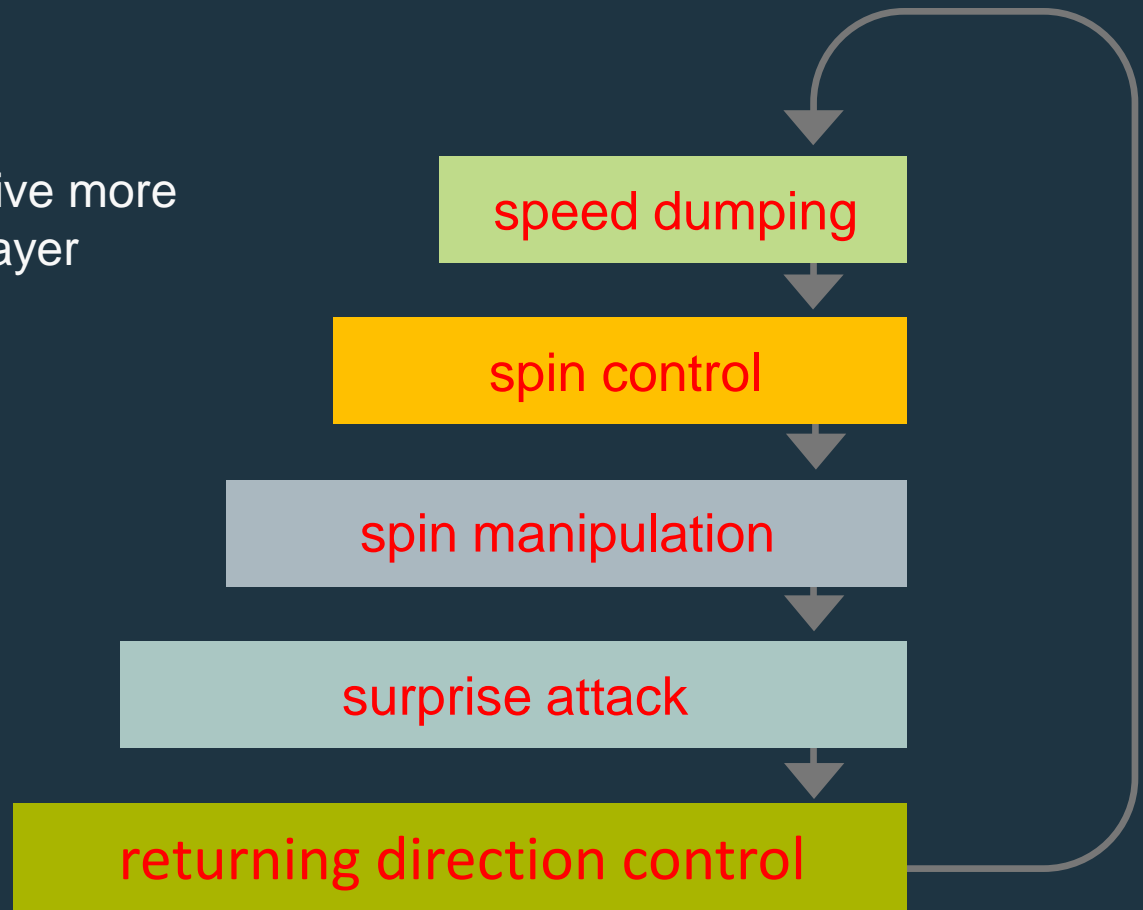 ive more
ayer
speed dumping
spin control
spin manipulation
surprise attack
returning direction control